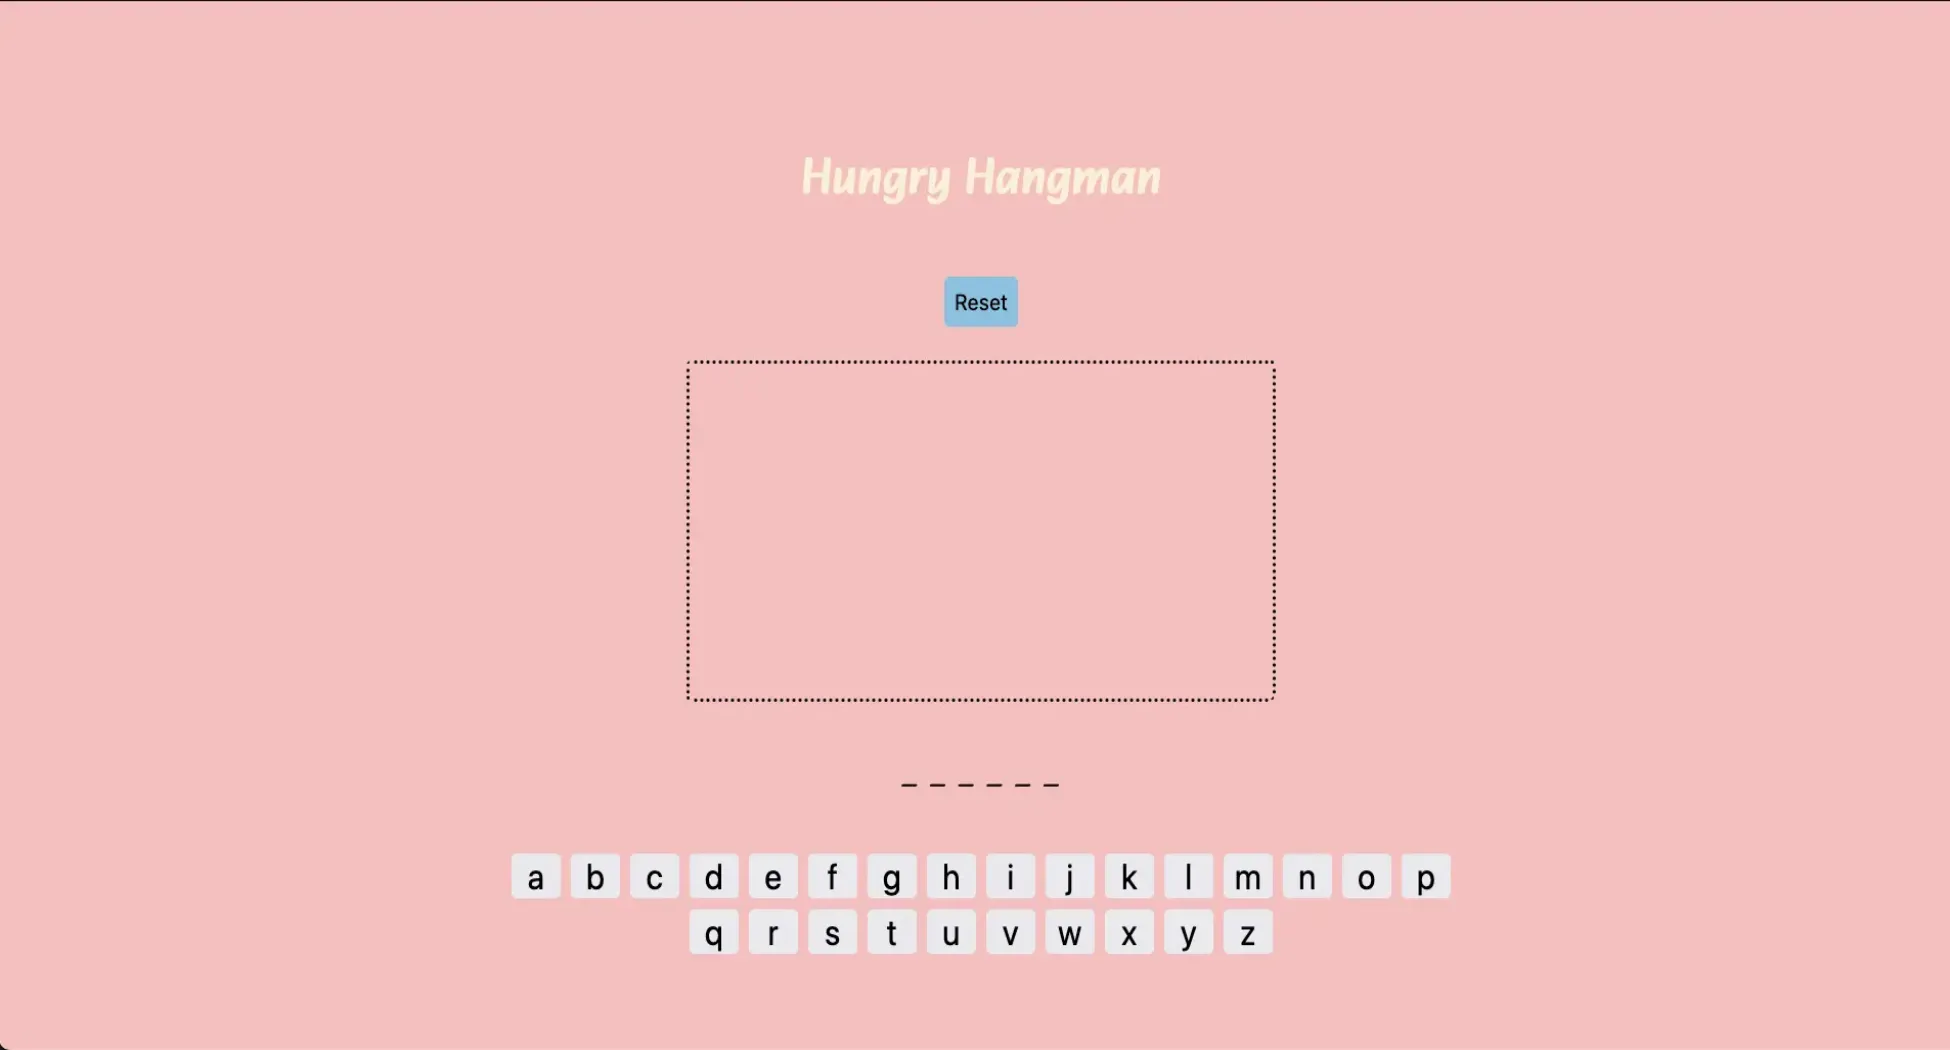 Hungry Hangman
Reset
_ _ _ _ _ _
a b c d e f g h i j k l m n o p
q r s t u v w x y z